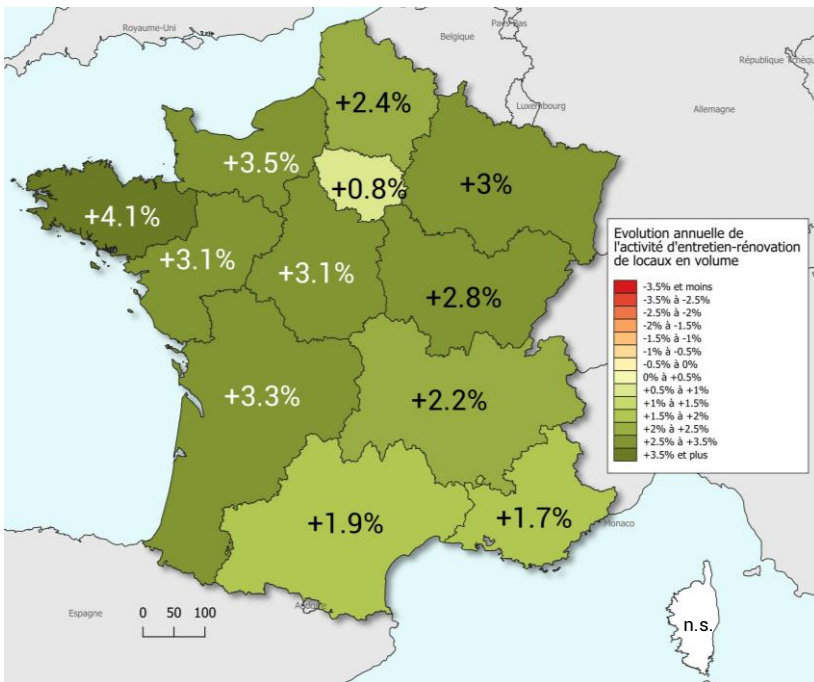 Royaume-Uni
Pays-Bas
Belgique
République Tchèque
Luxembourg
Allemagne
+2.4%
+3.5%
+0.8%
+3%
+4.1%
+3.1%
+3.1%
+2.8%
+3.3%
+2.2%
+1.9%
+1.7%
Monaco
Andorre
Espagne
0 50 100
n.s.
Evolution annuelle de
l'activité d'entretien-rénovation
de locaux en volume
-3.5% et moins
-3.5% à -2.5%
-2.5% à -2%
-2% à -1.5%
-1.5% à -1%
-1% à -0.5%
-0.5% à 0%
0% à +0.5%
+0.5% à +1%
+1% à +1.5%
+1.5% à +2%
+2% à +2.5%
+2.5% à +3.5%
+3.5% et plus